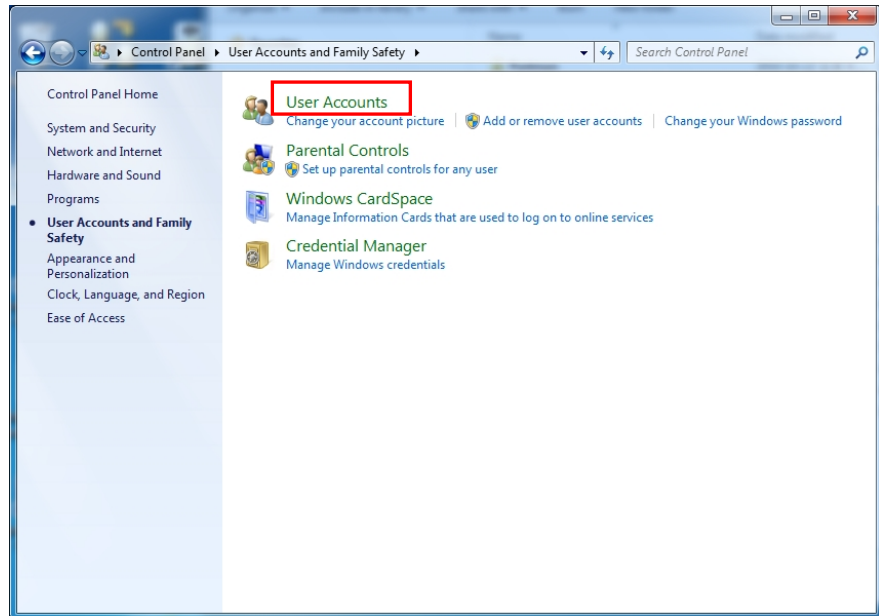 Control Panel ▸ User Accounts and Family Safety ▸
Search Control Panel
Control Panel Home
System and Security
Network and Internet
Hardware and Sound
Programs
User Accounts and Family
Safety
Appearance and
Personalization
Clock, Language, and Region
Ease of Access
User Accounts
Change your account picture | Add or remove user accounts | Change your Windows password
Parental Controls
Set up parental controls for any user
Windows CardSpace
Manage Information Cards that are used to log on to online services
Credential Manager
Manage Windows credentials